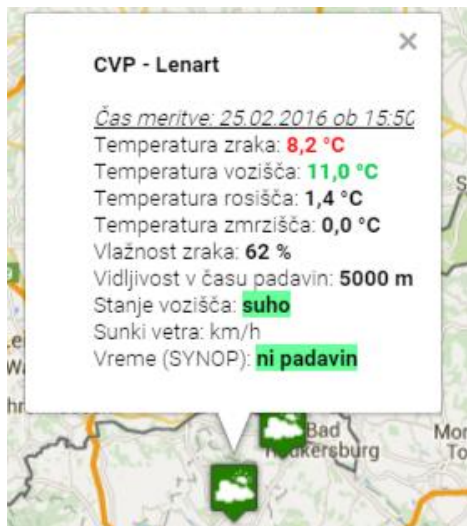 ×
CVP - Lenart
Čas meritve: 25.02.2016 ob 15:50
Temperatura zraka: 8,2 °C
Temperatura vozišča: 11,0 °C
Temperatura rosišča: 1,4 °C
Temperatura zmrzišča: 0,0 °C
Vlažnost zraka: 62 %
Vidljivost v času padavin: 5000 m
Stanje vozišča: suho
Sunki vetra: km/h
Vreme (SYNOP): ni padavin
Bad